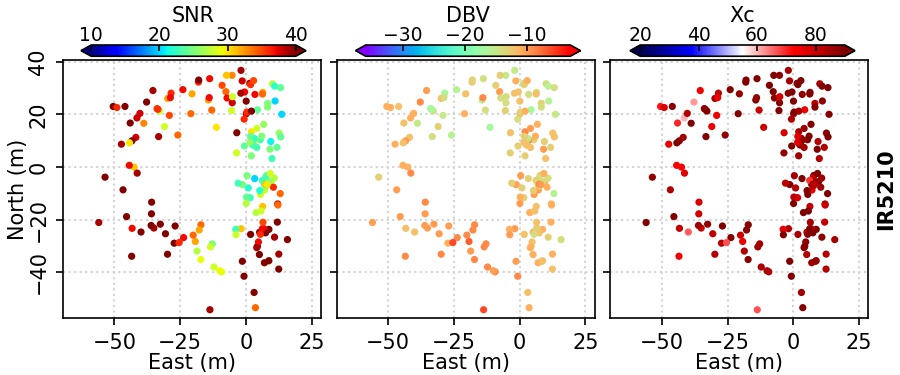 SNR DBV Xc
10 20 30 40 −30 −20 −10 20 40 60 80
40
20
0
−20
−40
North (m)
IR5210
−50 −25 0 25 −50 −25 0 25 −50 −25 0 25
East (m) East (m) East (m)